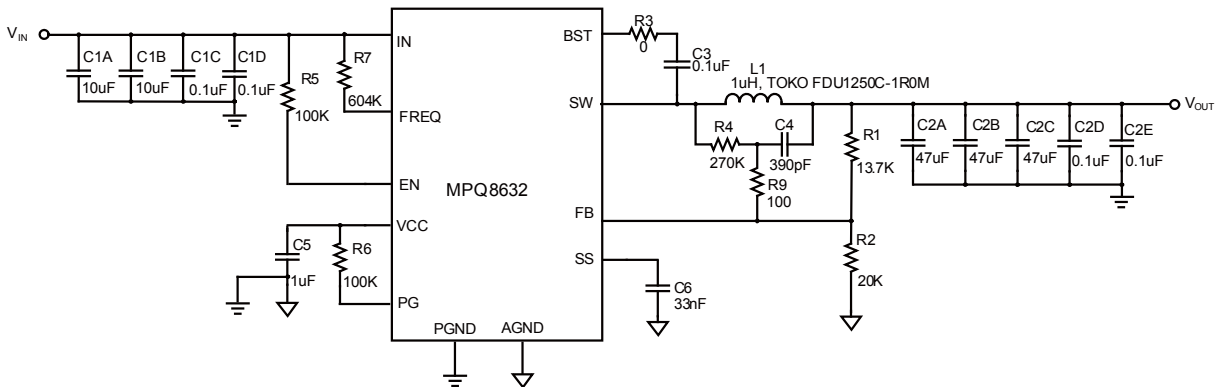 VIN
C1A
10uF
C1B
10uF
C1C
0.1uF
C1D
0.1uF
R5
100K
R7
604K
IN
FREQ
EN
VCC
PG
PGND
AGND
MPQ8632
BST
SW
FB
SS
C5
1uF
R6
100K
R3
0
C3
0.1uF
L1
1uH, TOKO FDU1250C-1R0M
R4
270K
C4
390pF
R9
100
R1
13.7K
R2
20K
C6
33nF
C2A
47uF
C2B
47uF
C2C
47uF
C2D
0.1uF
C2E
0.1uF
VOUT